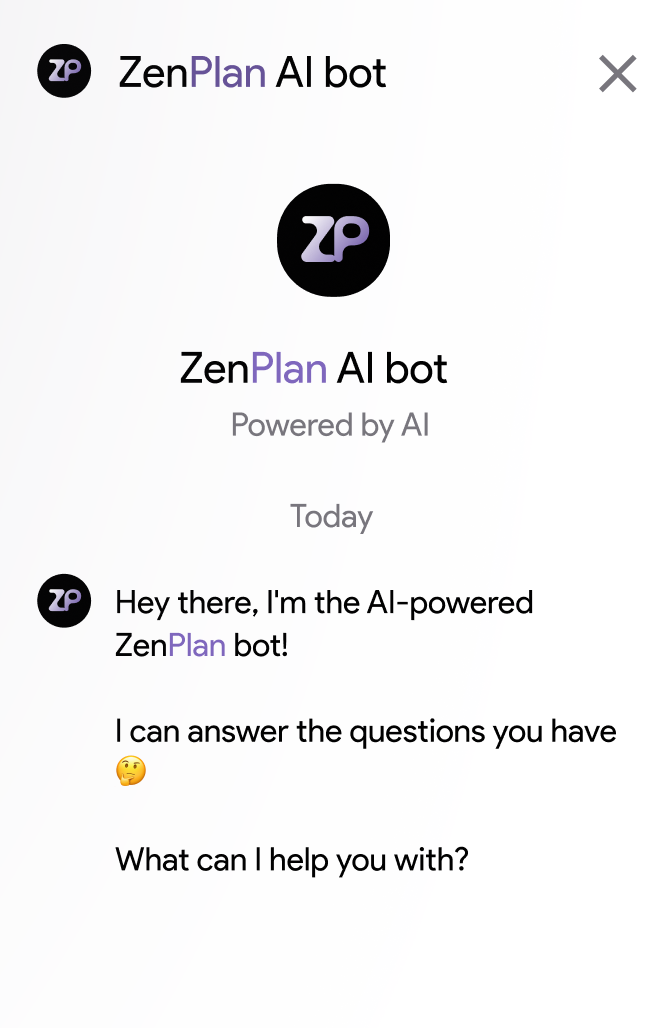 ZP ZenPlan AI bot
ZP
ZenPlan AI bot
Powered by AI
Today
ZP Hey there, I'm the AI-powered
ZenPlan bot!
I can answer the questions you have
🤔
What can I help you with?